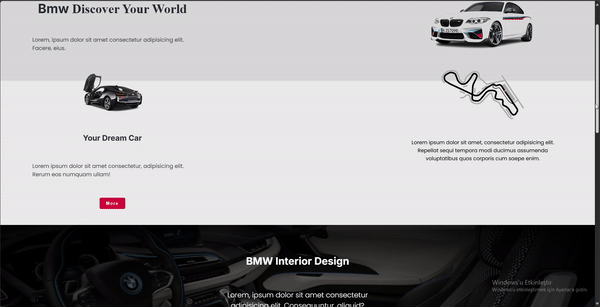 Bmw Discover Your World
Lorem, ipsum dolor sit amet consectetur adipisicing elit.
Facere, eius.
Your Dream Car
Lorem ipsum dolor sit amet, consectetur adipisicing elit.
Repellat sequi tempora modi ducimus assumenda
voluptatibus quos corporis cum saepe enim.
Lorem ipsum dolor sit amet consectetur, adipisicing elit.
Rerum eos numquam ullam!
More
BMW Interior Design
Lorem ipsum dolor sit amet consectetur
adipisicing elit. Consequatur, aliquid?
Windows'u Etkinleştir
Windows'u etkinleştirmek için Ayarlar'a gidin.